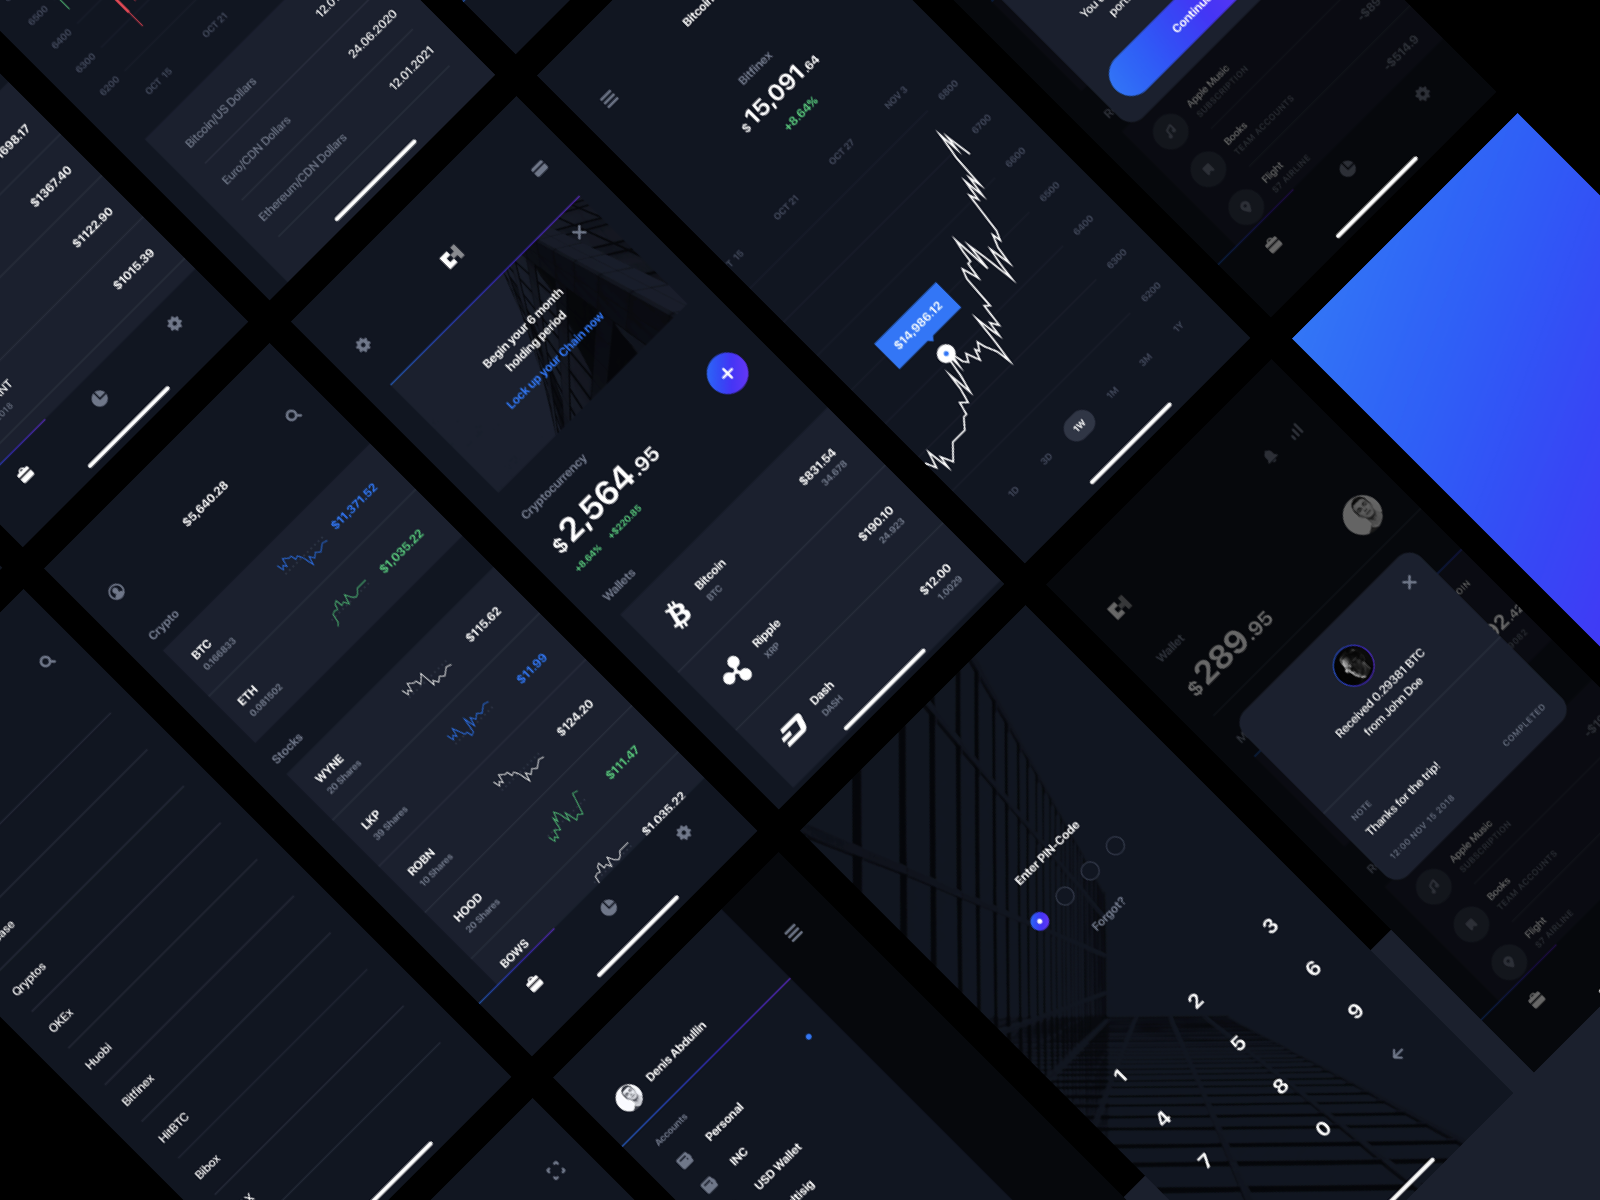 6500
6400
6300
6200
OCT 21
OCT 15
24.06.2020
12.01.2021
Bitcoin/US Dollars
Euro/CDN Dollars
Ethereum/CDN Dollars
$1367.40
$1122.90
$1015.39
$5,640.28
Crypto
BTC
0.166833
$11,371.52
ETH
0.081502
$1,035.22
Stocks
WYNE
20 Shares
$115.62
LKP
39 Shares
$11.99
ROBN
10 Shares
$124.20
HOOD
20 Shares
$111.47
BOWS
$1,035.22
Qryptos
OKEx
Huobi
Bitfinex
HitBTC
Bibox
Begin your 6 month
holding period
Lock up your Chain now
Cryptocurrency
$2,564.95
+8.64%
+$220.85
Wallets
Bitcoin
BTC
$831.54
34.678
Ripple
XRP
$190.10
24.923
Dash
DASH
$12.00
1.0029
Bitcoin
Bitfinex
$15,091.64
+8.64%
NOV 3
OCT 27
OCT 21
6800
6700
6600
6500
6400
6300
6200
$14,986.12
1D
3D
1W
1M
3M
1Y
Continue
Apple Music
SUBSCRIPTION
Books
TEAM ACCOUNTS
Flight
S7 AIRLINE
-$514.9
Denis Abdullin
Accounts
Personal
INC
USD Wallet
Enter PIN-Code
Forgot?
1
2
3
4
5
6
7
8
9
0
Wallet
$289.95
Received 0.29381 BTC
from John Doe
COMPLETED
NOTE
Thanks for the trip!
12:00 NOV 15 2018
Apple Music
SUBSCRIPTION
Books
TEAM ACCOUNTS
Flight
S7 AIRLINE